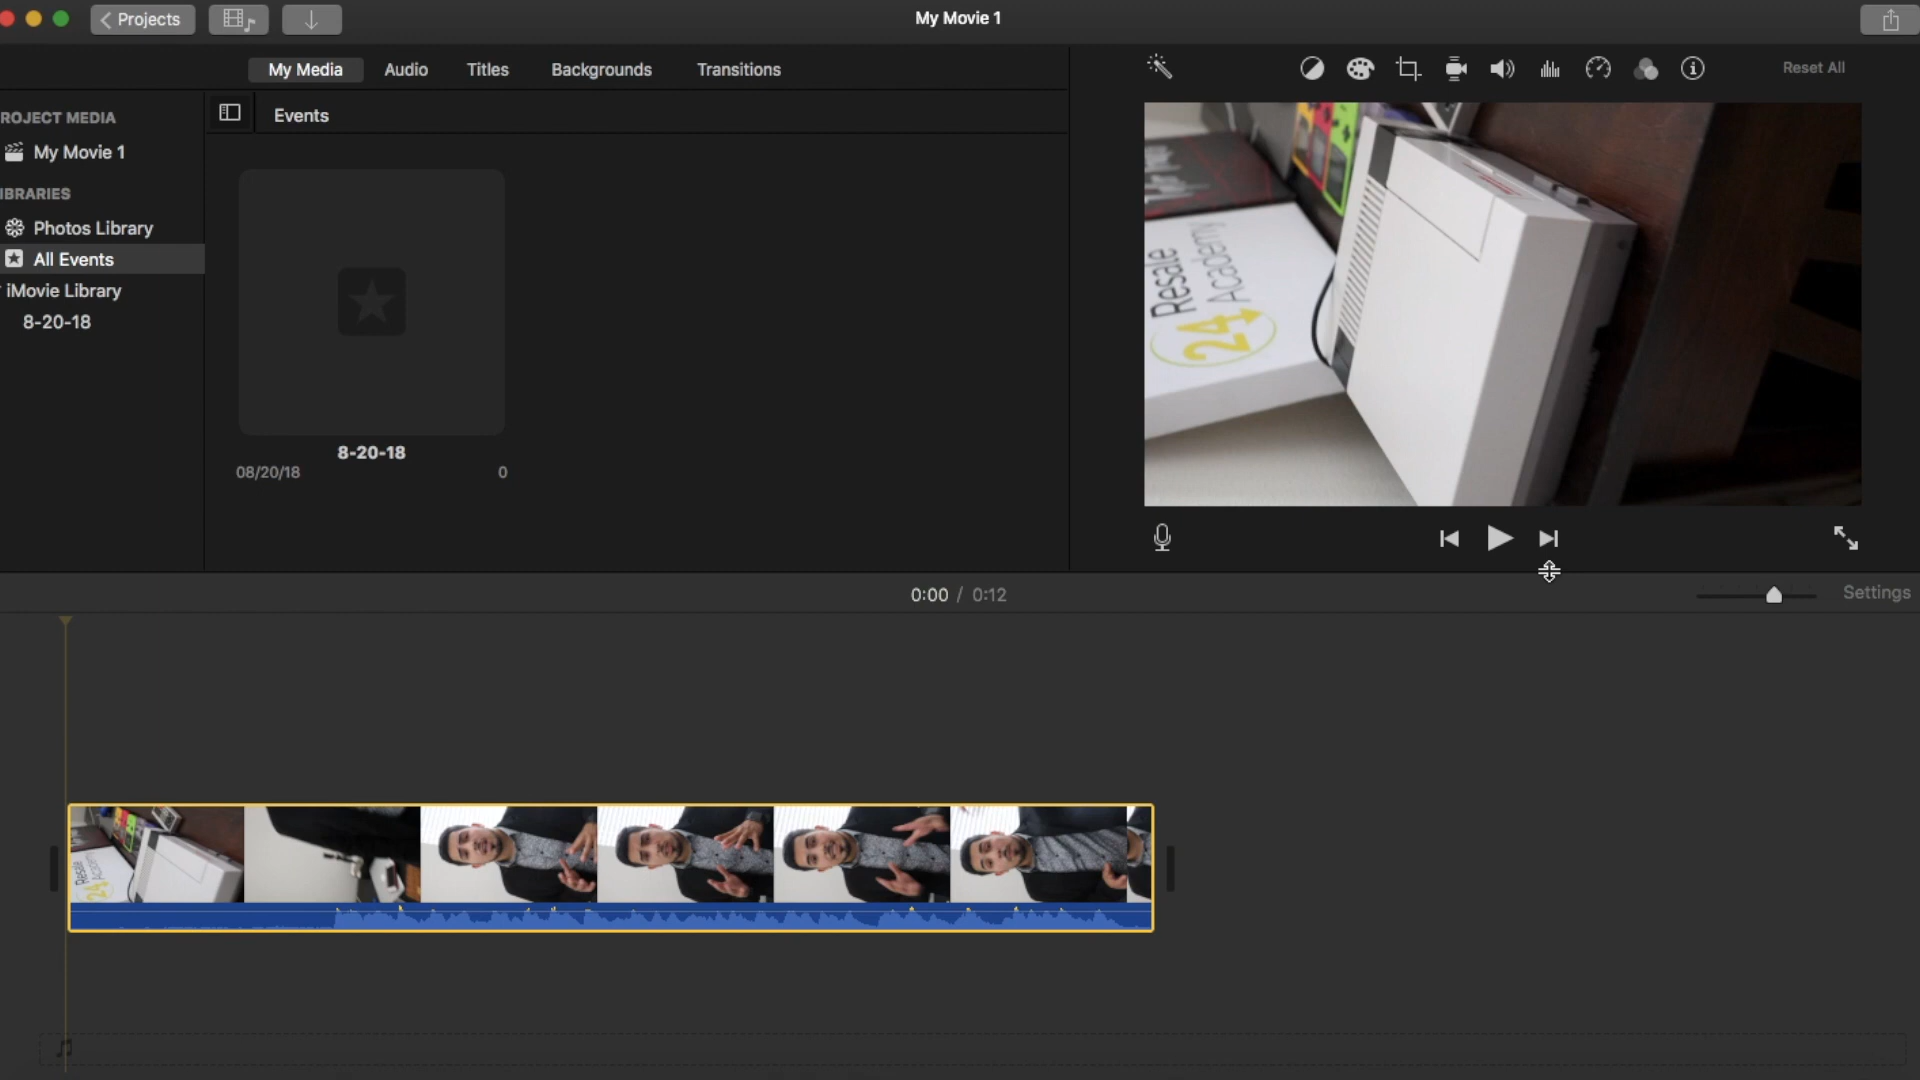 Projects
My Movie 1
My Media
Audio
Titles
Backgrounds
Transitions
Reset All
ROJECT MEDIA
Events
My Movie 1
IBRARIES
Photos Library
All Events
iMovie Library
8-20-18
8-20-18
08/20/18
0
Resale
Academy
24
0:00 / 0:12
Settings
Resale
24